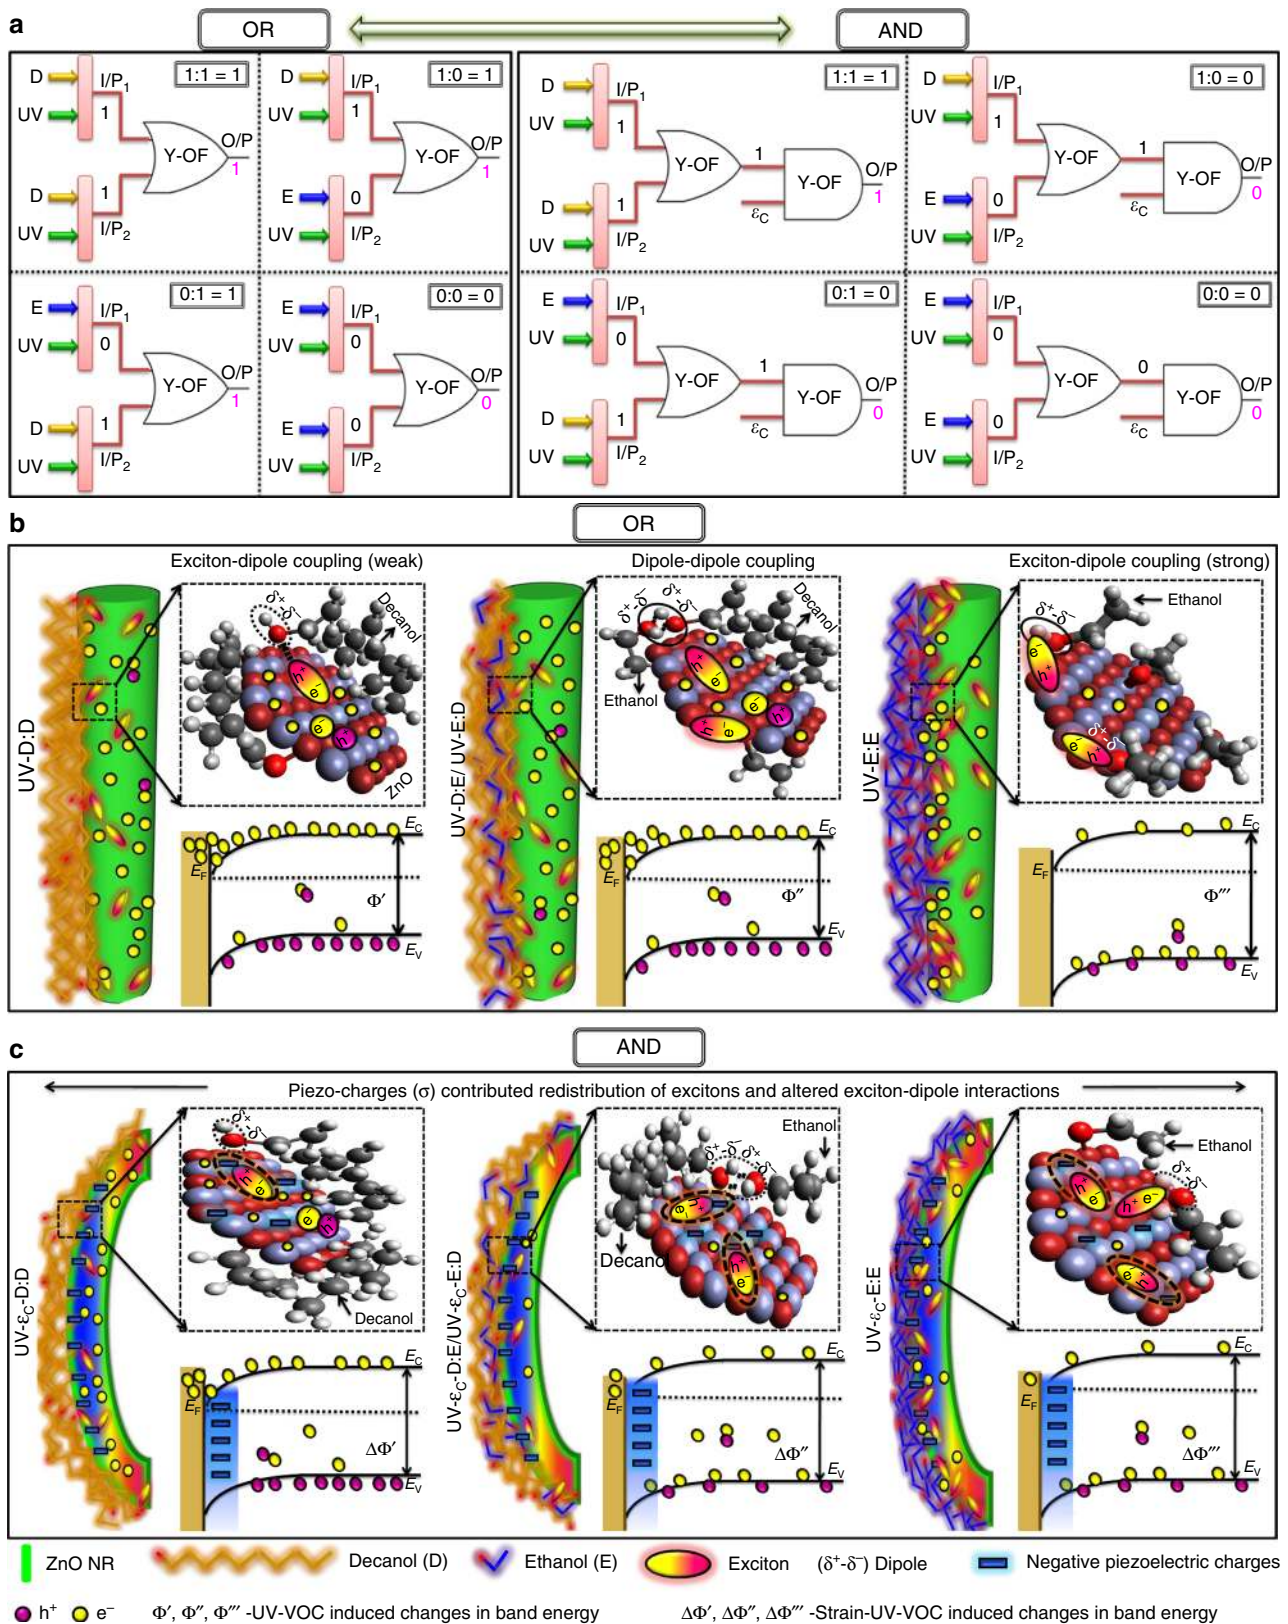 a
OR
AND
D
UV
I/P1
1
1:1 = 1
Y-OF
O/P
1
D
UV
1
I/P2
D
UV
I/P1
1
1:0 = 1
Y-OF
O/P
1
E
UV
0
I/P2
E
UV
I/P1
0
0:1 = 1
Y-OF
O/P
1
D
UV
1
I/P2
E
UV
I/P1
0
0:0 = 0
Y-OF
O/P
0
E
UV
0
I/P2
D
UV
I/P1
1
1:1 = 1
Y-OF
1
εC
Y-OF
O/P
1
D
UV
1
I/P2
D
UV
I/P1
1
1:0 = 0
Y-OF
1
εC
Y-OF
O/P
0
E
UV
0
I/P2
E
UV
I/P1
0
0:1 = 0
Y-OF
1
εC
Y-OF
O/P
0
D
UV
1
I/P2
E
UV
I/P1
0
0:0 = 0
Y-OF
0
εC
Y-OF
O/P
0
E
UV
0
I/P2
b
OR
UV-D:D
Exciton-dipole coupling (weak)
δ+-δ−
Decanol
h+
e−
e−
h+
ZnO
EC
EF
Φ′
EV
UV-D:E/ UV-E:D
Dipole-dipole coupling
δ+-δ−
δ+-δ−
Decanol
Ethanol
h+
e−
e−
h+
h+
e−
EC
EF
Φ″
EV
UV-E:E
Exciton-dipole coupling (strong)
δ+-δ−
Ethanol
e−
h+
δ+-δ−
e−
h+
EC
EF
Φ‴
EV
c
AND
Piezo-charges (σ) contributed redistribution of excitons and altered exciton-dipole interactions
UV-εC-D:D
δ+-δ−
h+
e−
e−
h+
Decanol
EC
EF
ΔΦ′
EV
UV-εC-D:E/UV-εC-E:D
Ethanol
δ+-δ−
δ+-δ−
e−
h+
Decanol
h+
e−
EC
EF
ΔΦ″
EV
UV-εC-E:E
Ethanol
δ+-δ−
h+
e−
h+ e−
e−
h+
EC
EF
ΔΦ‴
EV
ZnO NR
Decanol (D)
Ethanol (E)
Exciton
(δ+-δ−) Dipole
Negative piezoelectric charges
h+
e−
Φ′, Φ″, Φ‴ -UV-VOC induced changes in band energy
ΔΦ′, ΔΦ″, ΔΦ‴ -Strain-UV-VOC induced changes in band energy